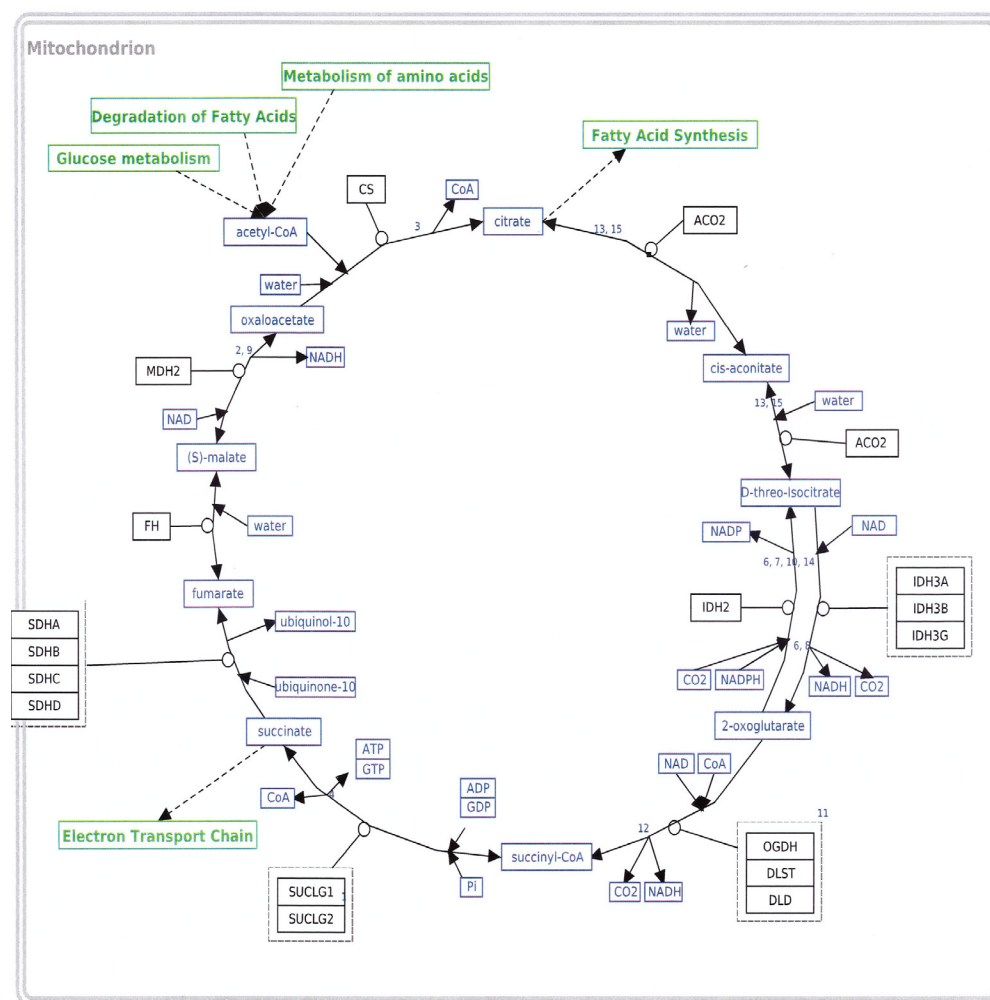 Mitochondrion
Metabolism of amino acids
Degradation of Fatty Acids
Glucose metabolism
Fatty Acid Synthesis
CS
CoA
citrate
ACO2
acetyl-CoA
3
13, 15
water
oxaloacetate
water
2, 9
NADH
MDH2
cis-aconitate
NAD
13, 15
water
ACO2
(S)-malate
D-threo-Isocitrate
FH
water
NADP
NAD
6, 7, 10, 14
fumarate
IDH2
IDH3A
IDH3B
IDH3G
SDHA
SDHB
SDHC
SDHD
ubiquinol-10
6, 8
CO2
NADPH
NADH
CO2
ubiquinone-10
succinate
2-oxoglutarate
ATP
GTP
NAD
CoA
CoA
4
ADP
GDP
Electron Transport Chain
12
11
OGDH
DLST
DLD
succinyl-CoA
Pi
CO2
NADH
SUCLG1
1
SUCLG2